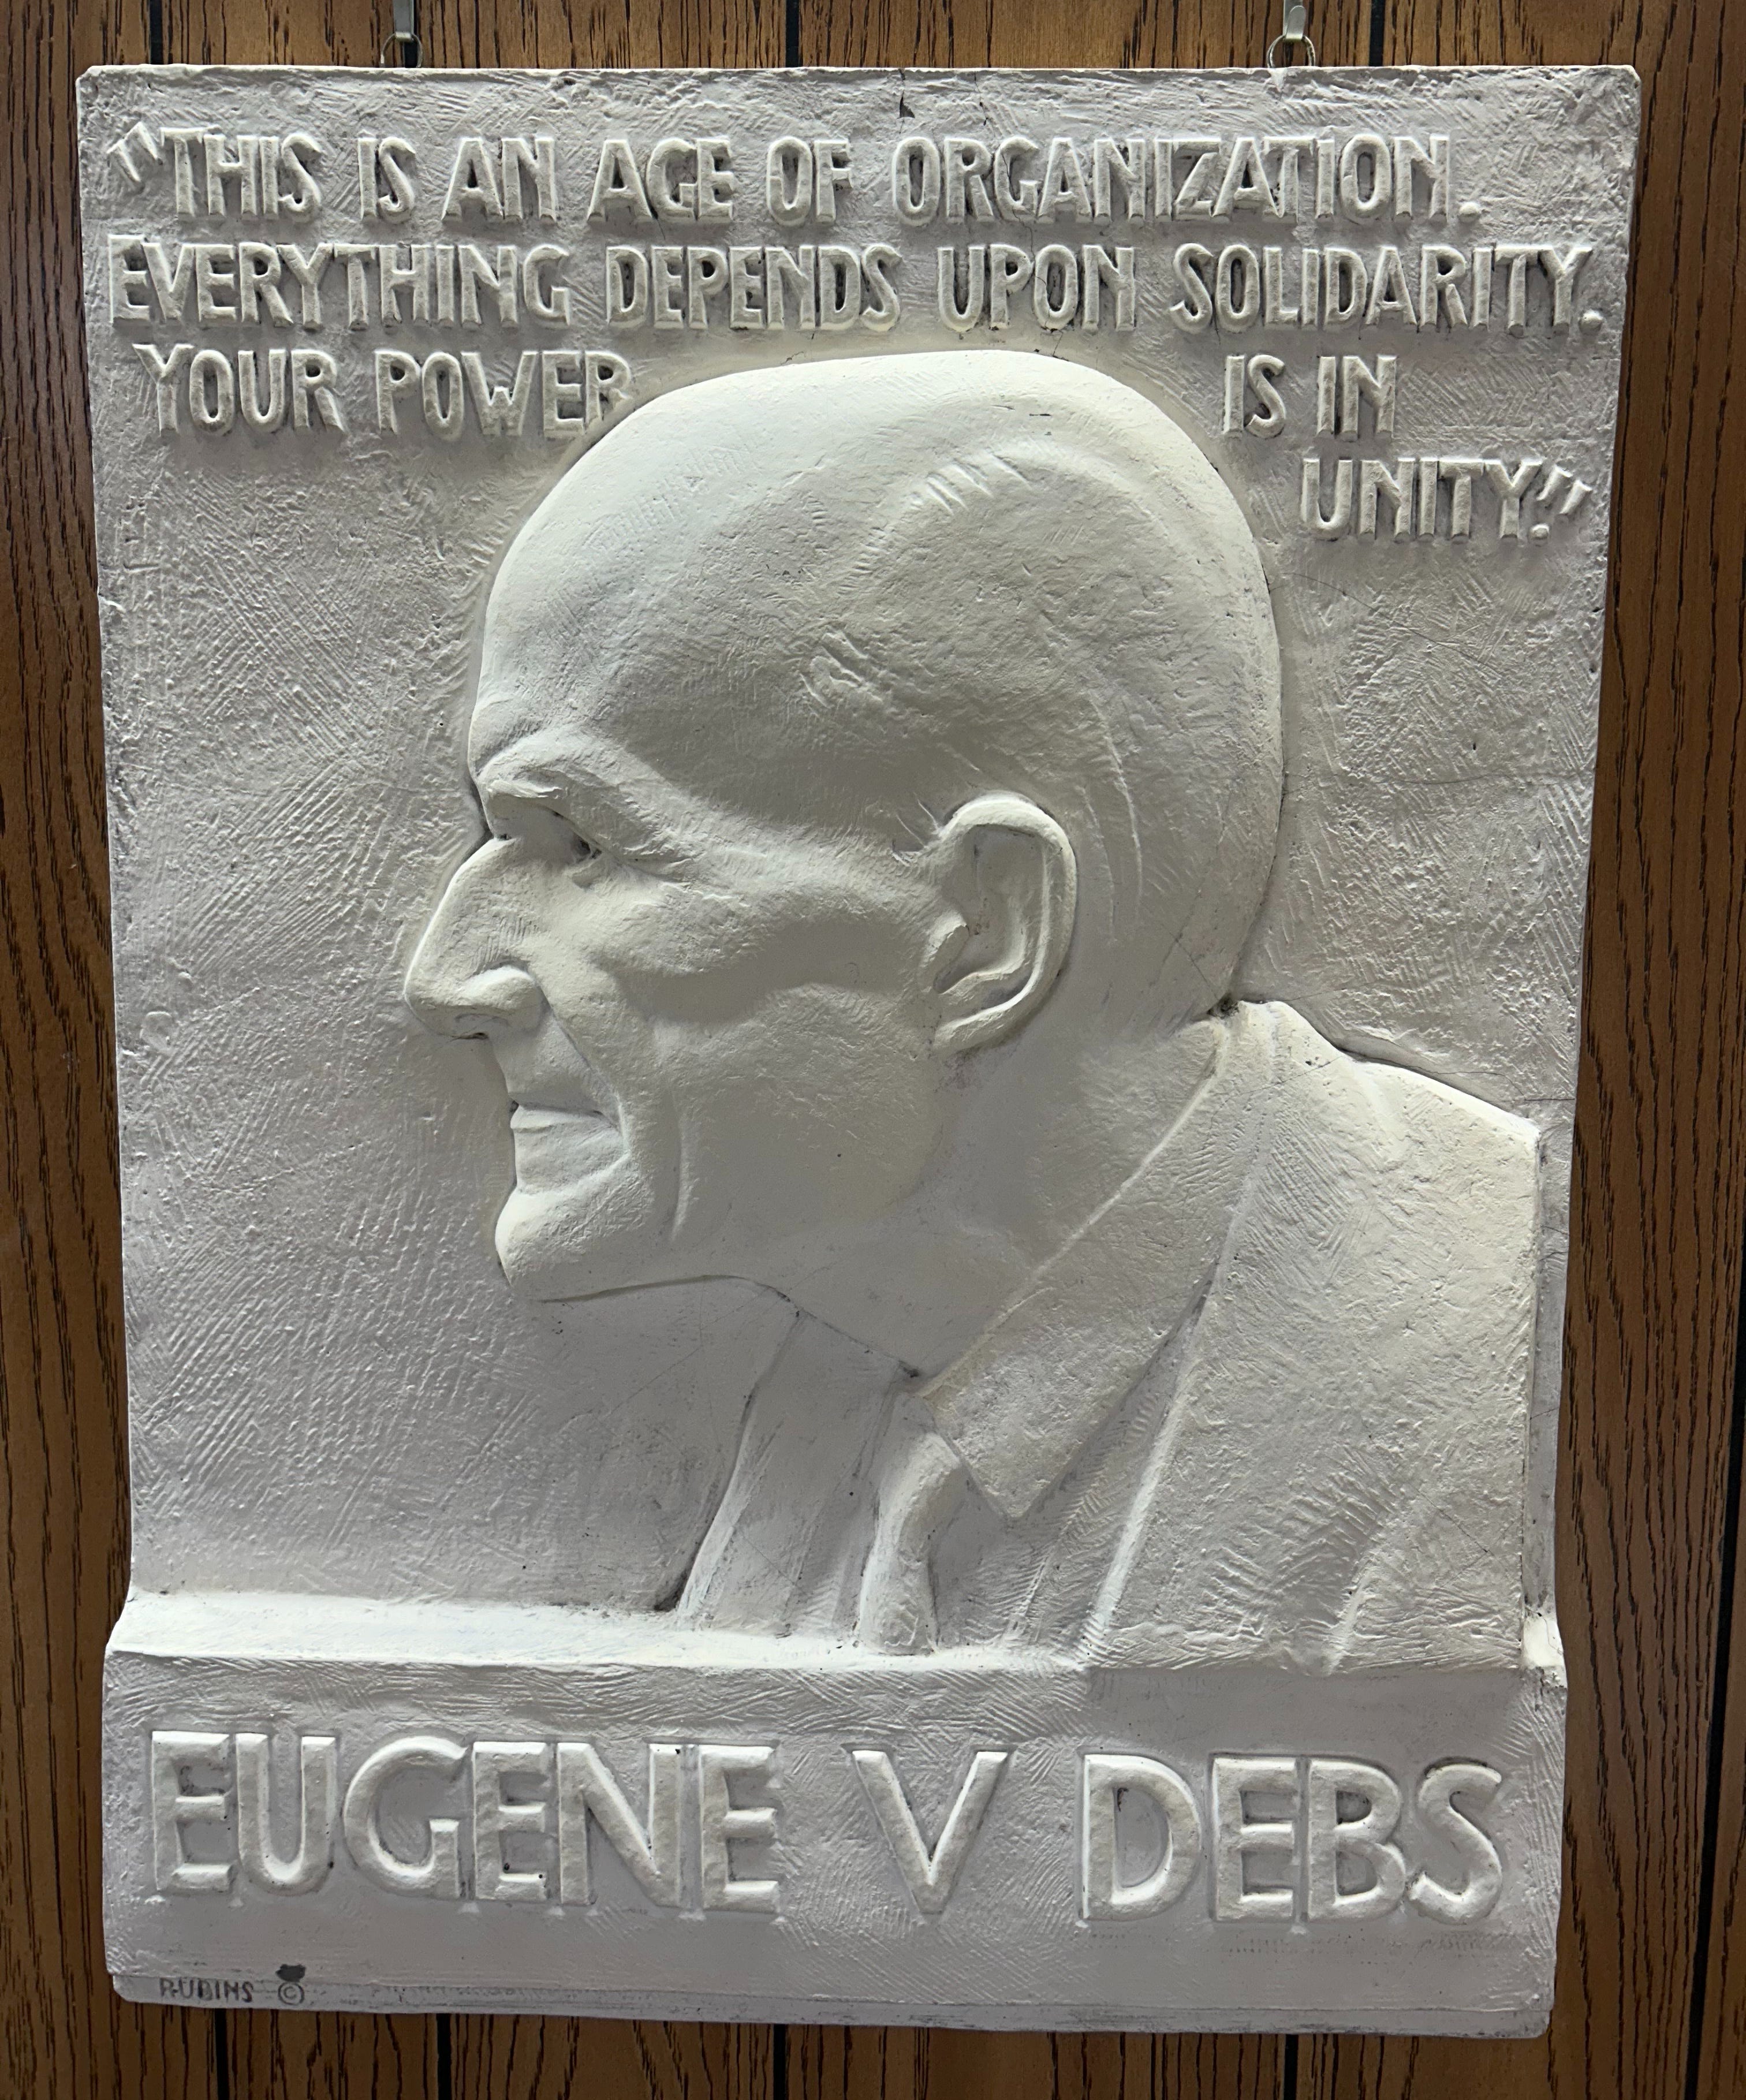 "THIS IS AN AGE OF ORGANIZATION.
EVERYTHING DEPENDS UPON SOLIDARITY.
YOUR POWER IS IN
UNITY."
EUGENE V DEBS
RUBINS ©